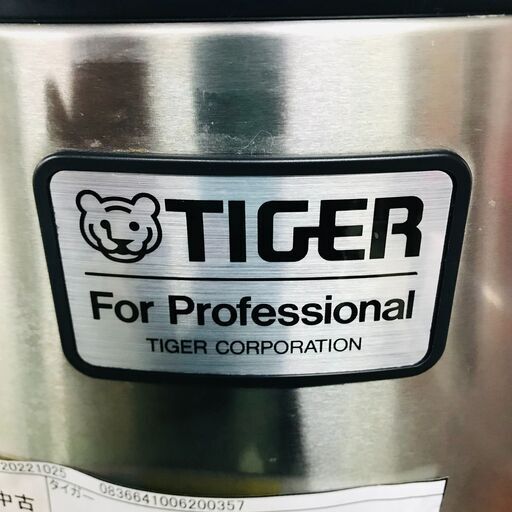 TIGER
For Professional
TIGER CORPORATION
20221025
タイガー 0836641006200357
中古